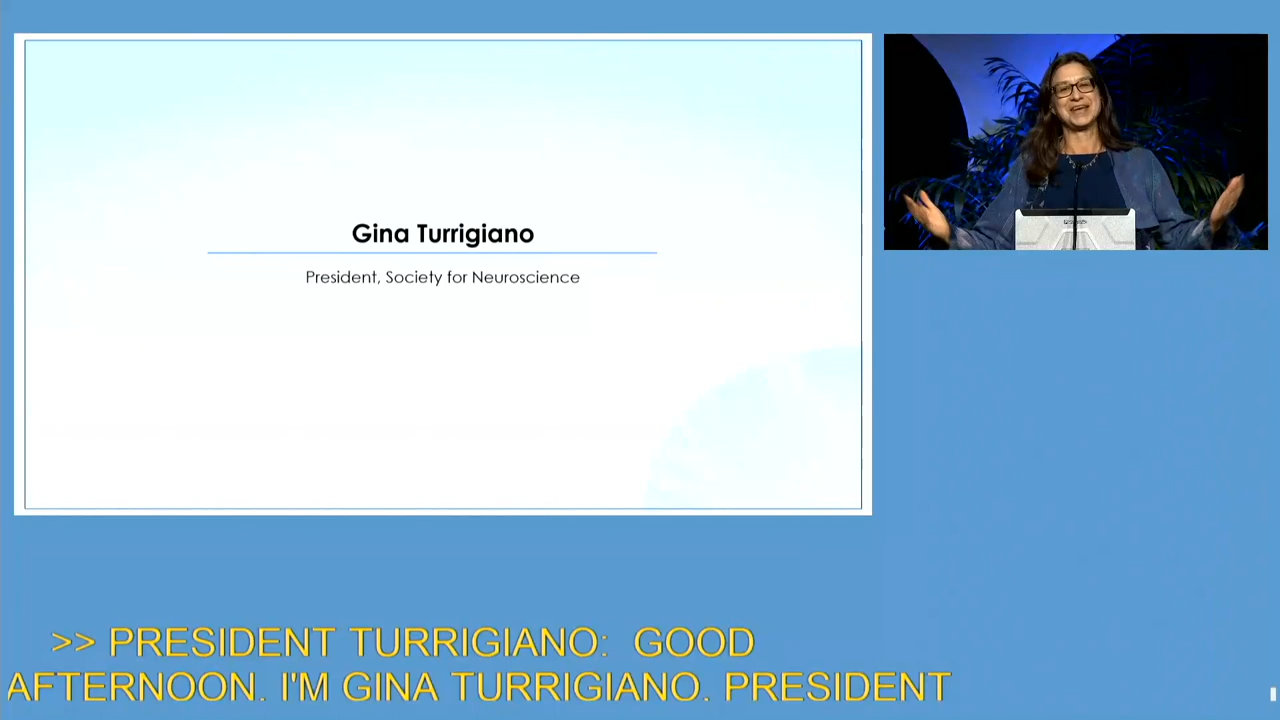 Gina Turrigiano
President, Society for Neuroscience
>> PRESIDENT TURRIGIANO: GOOD
AFTERNOON. I'M GINA TURRIGIANO. PRESIDENT